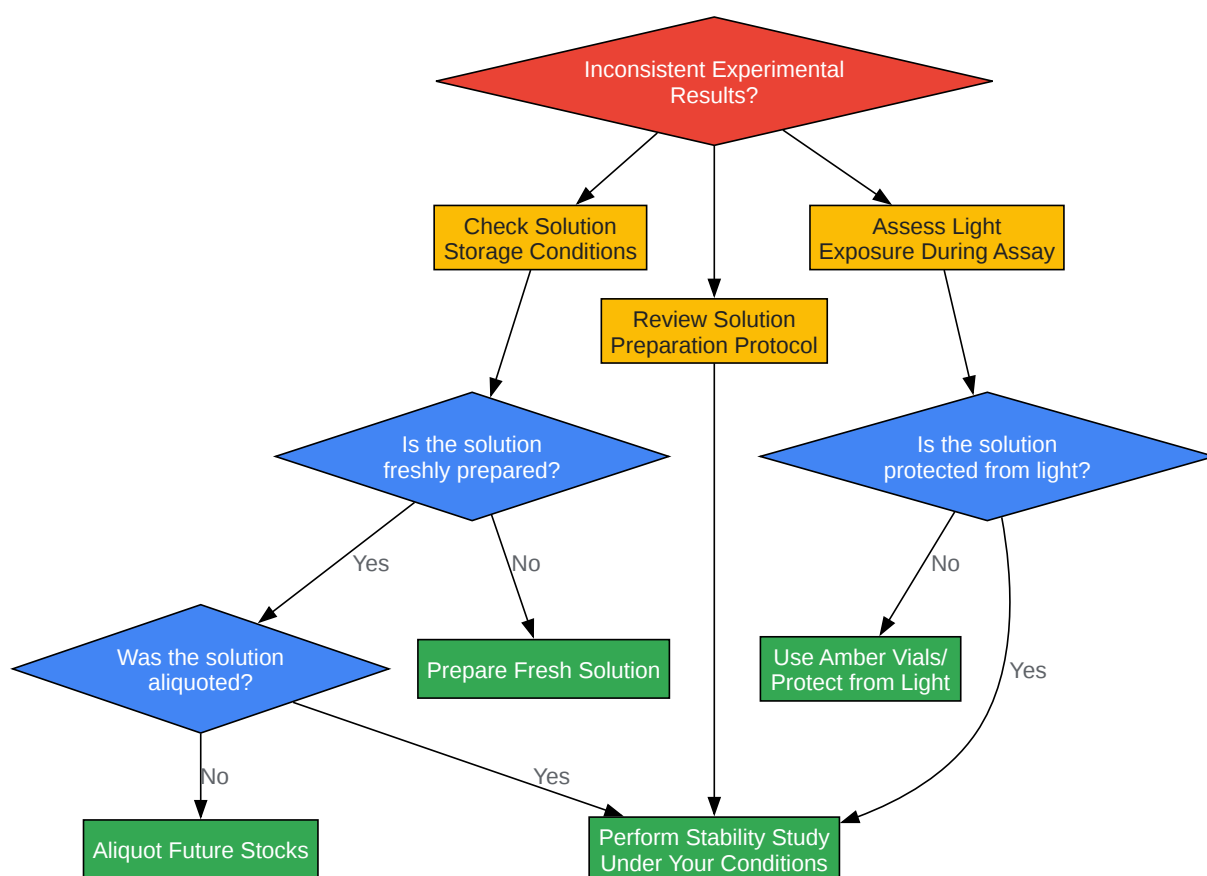 Inconsistent Experimental
Results?
Check Solution
Storage Conditions
Assess Light
Exposure During Assay
Review Solution
Preparation Protocol
Is the solution
freshly prepared?
Is the solution
protected from light?
Yes
No
No
Yes
Was the solution
aliquoted?
Prepare Fresh Solution
Use Amber Vials/
Protect from Light
No
Yes
Aliquot Future Stocks
Perform Stability Study
Under Your Conditions